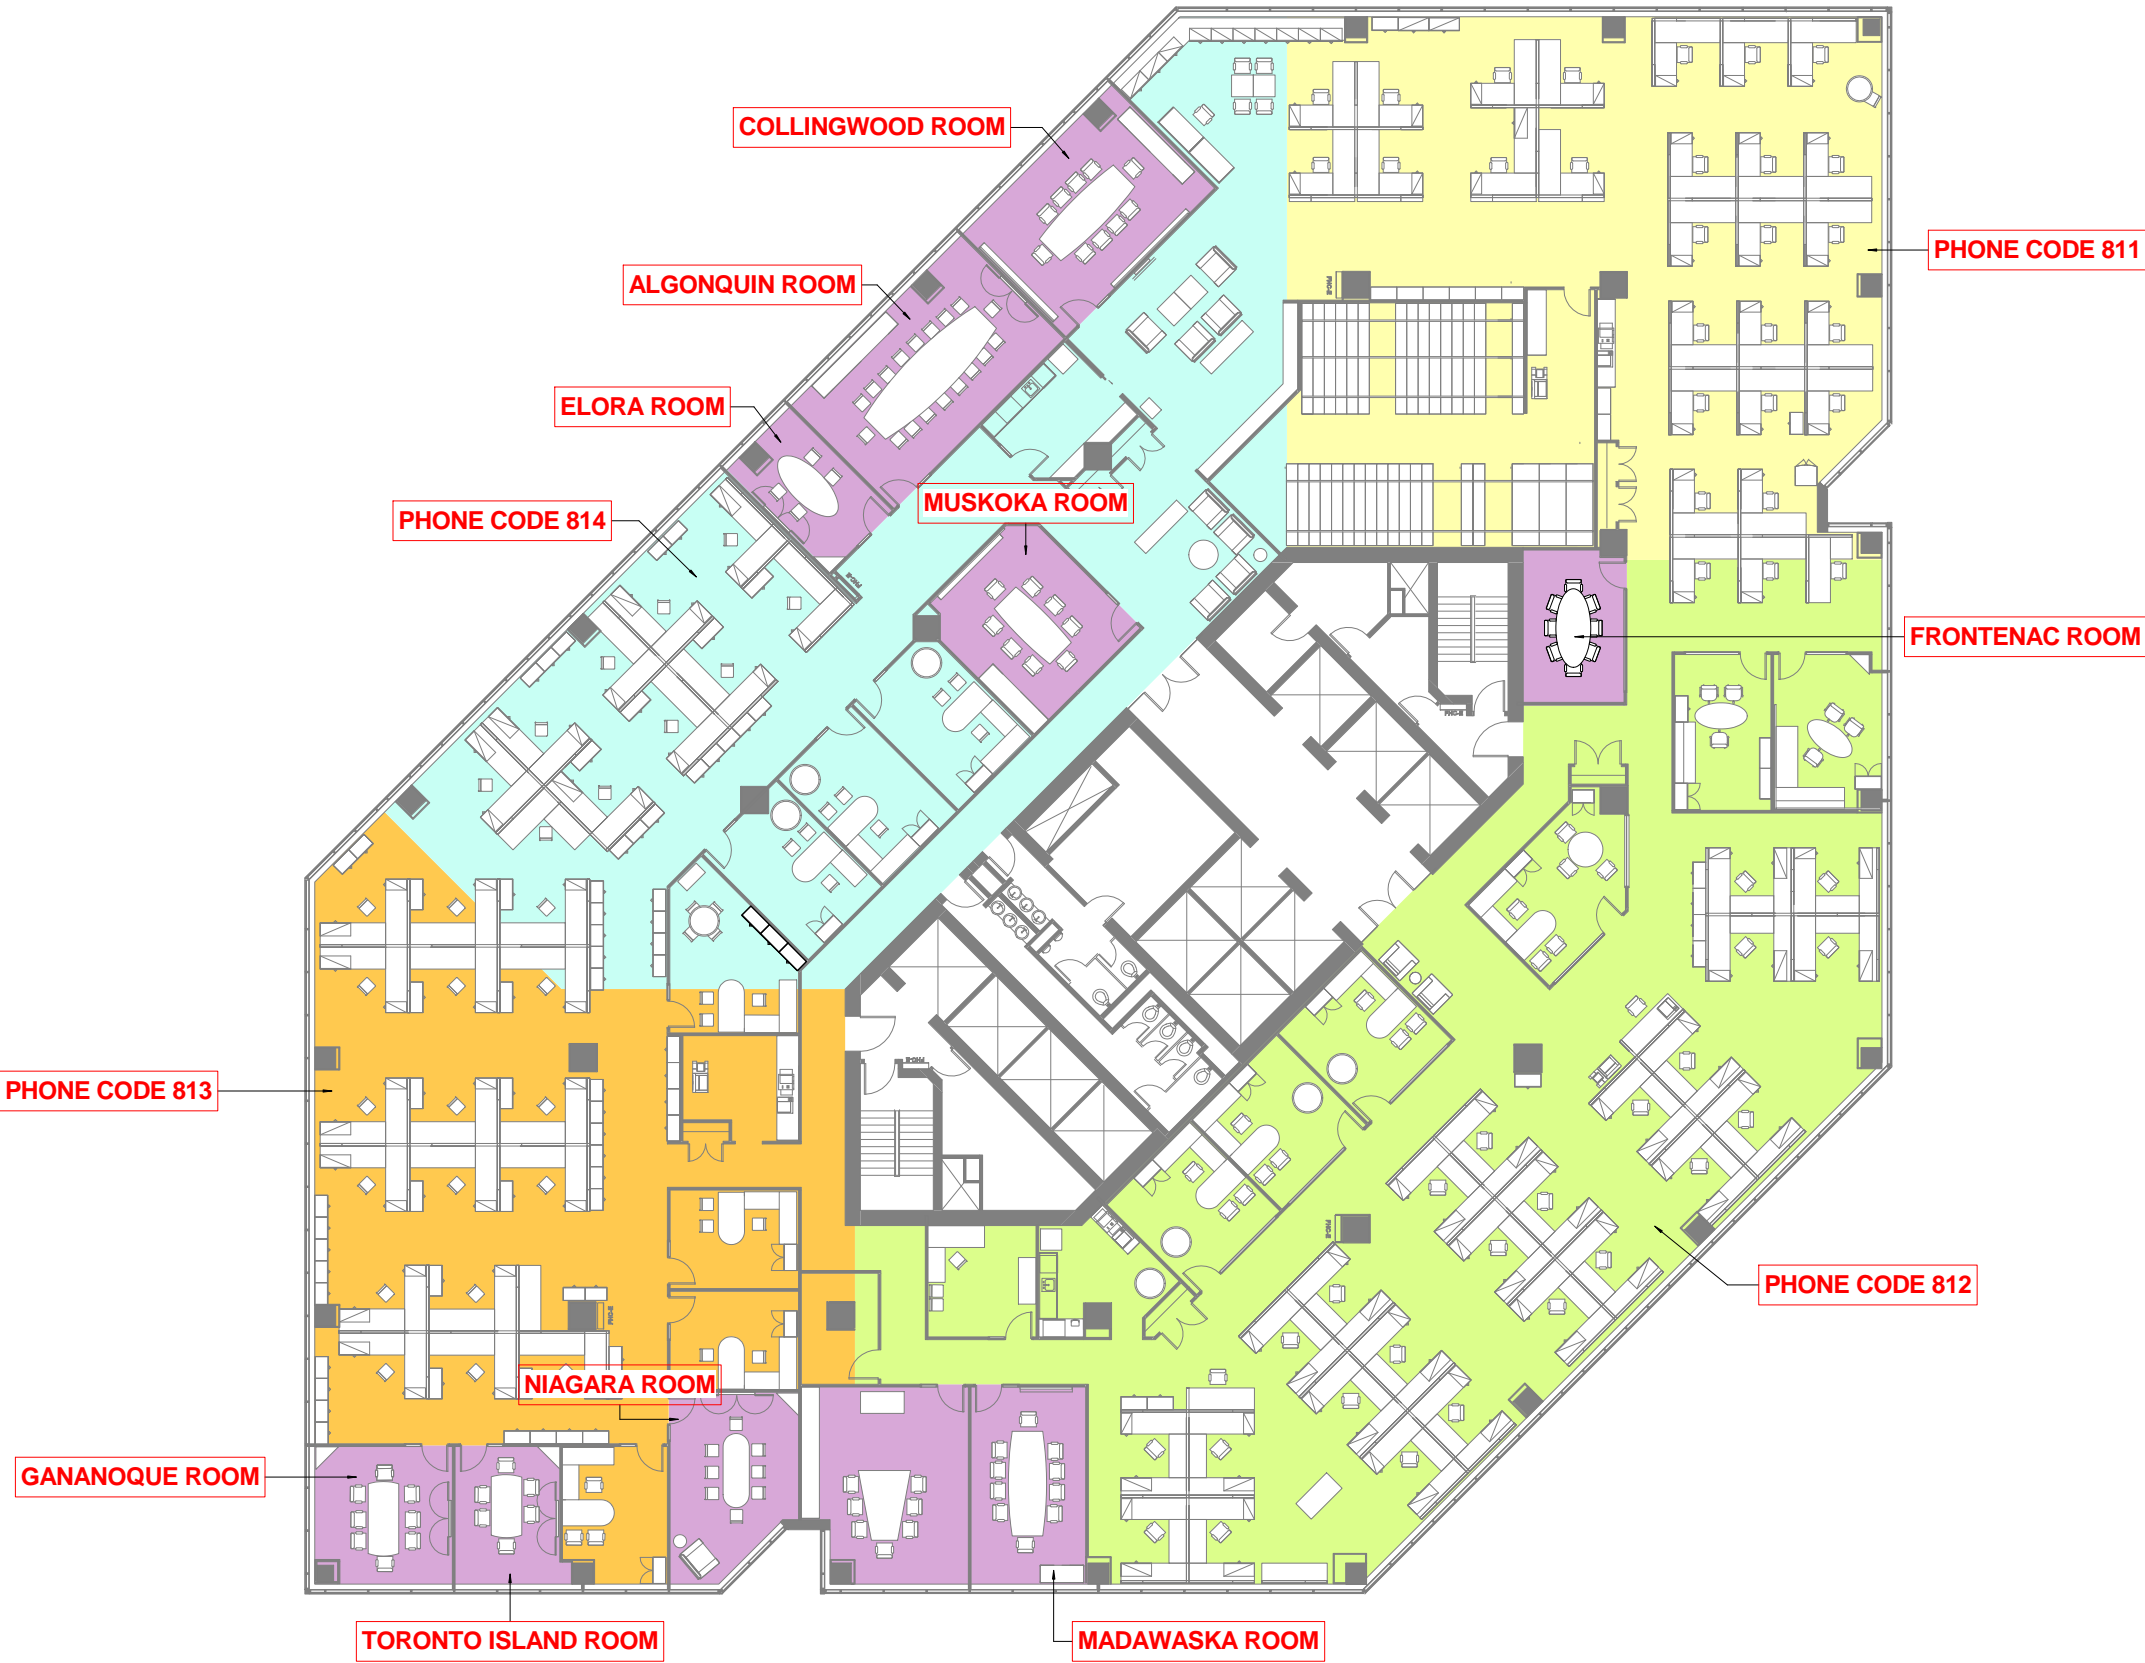 COLLINGWOOD ROOM
PHONE CODE 811
ALGONQUIN ROOM
ELORA ROOM
MUSKOKA ROOM
PHONE CODE 814
FRONTENAC ROOM
PHONE CODE 813
PHONE CODE 812
NIAGARA ROOM
GANANOQUE ROOM
TORONTO ISLAND ROOM
MADAWASKA ROOM